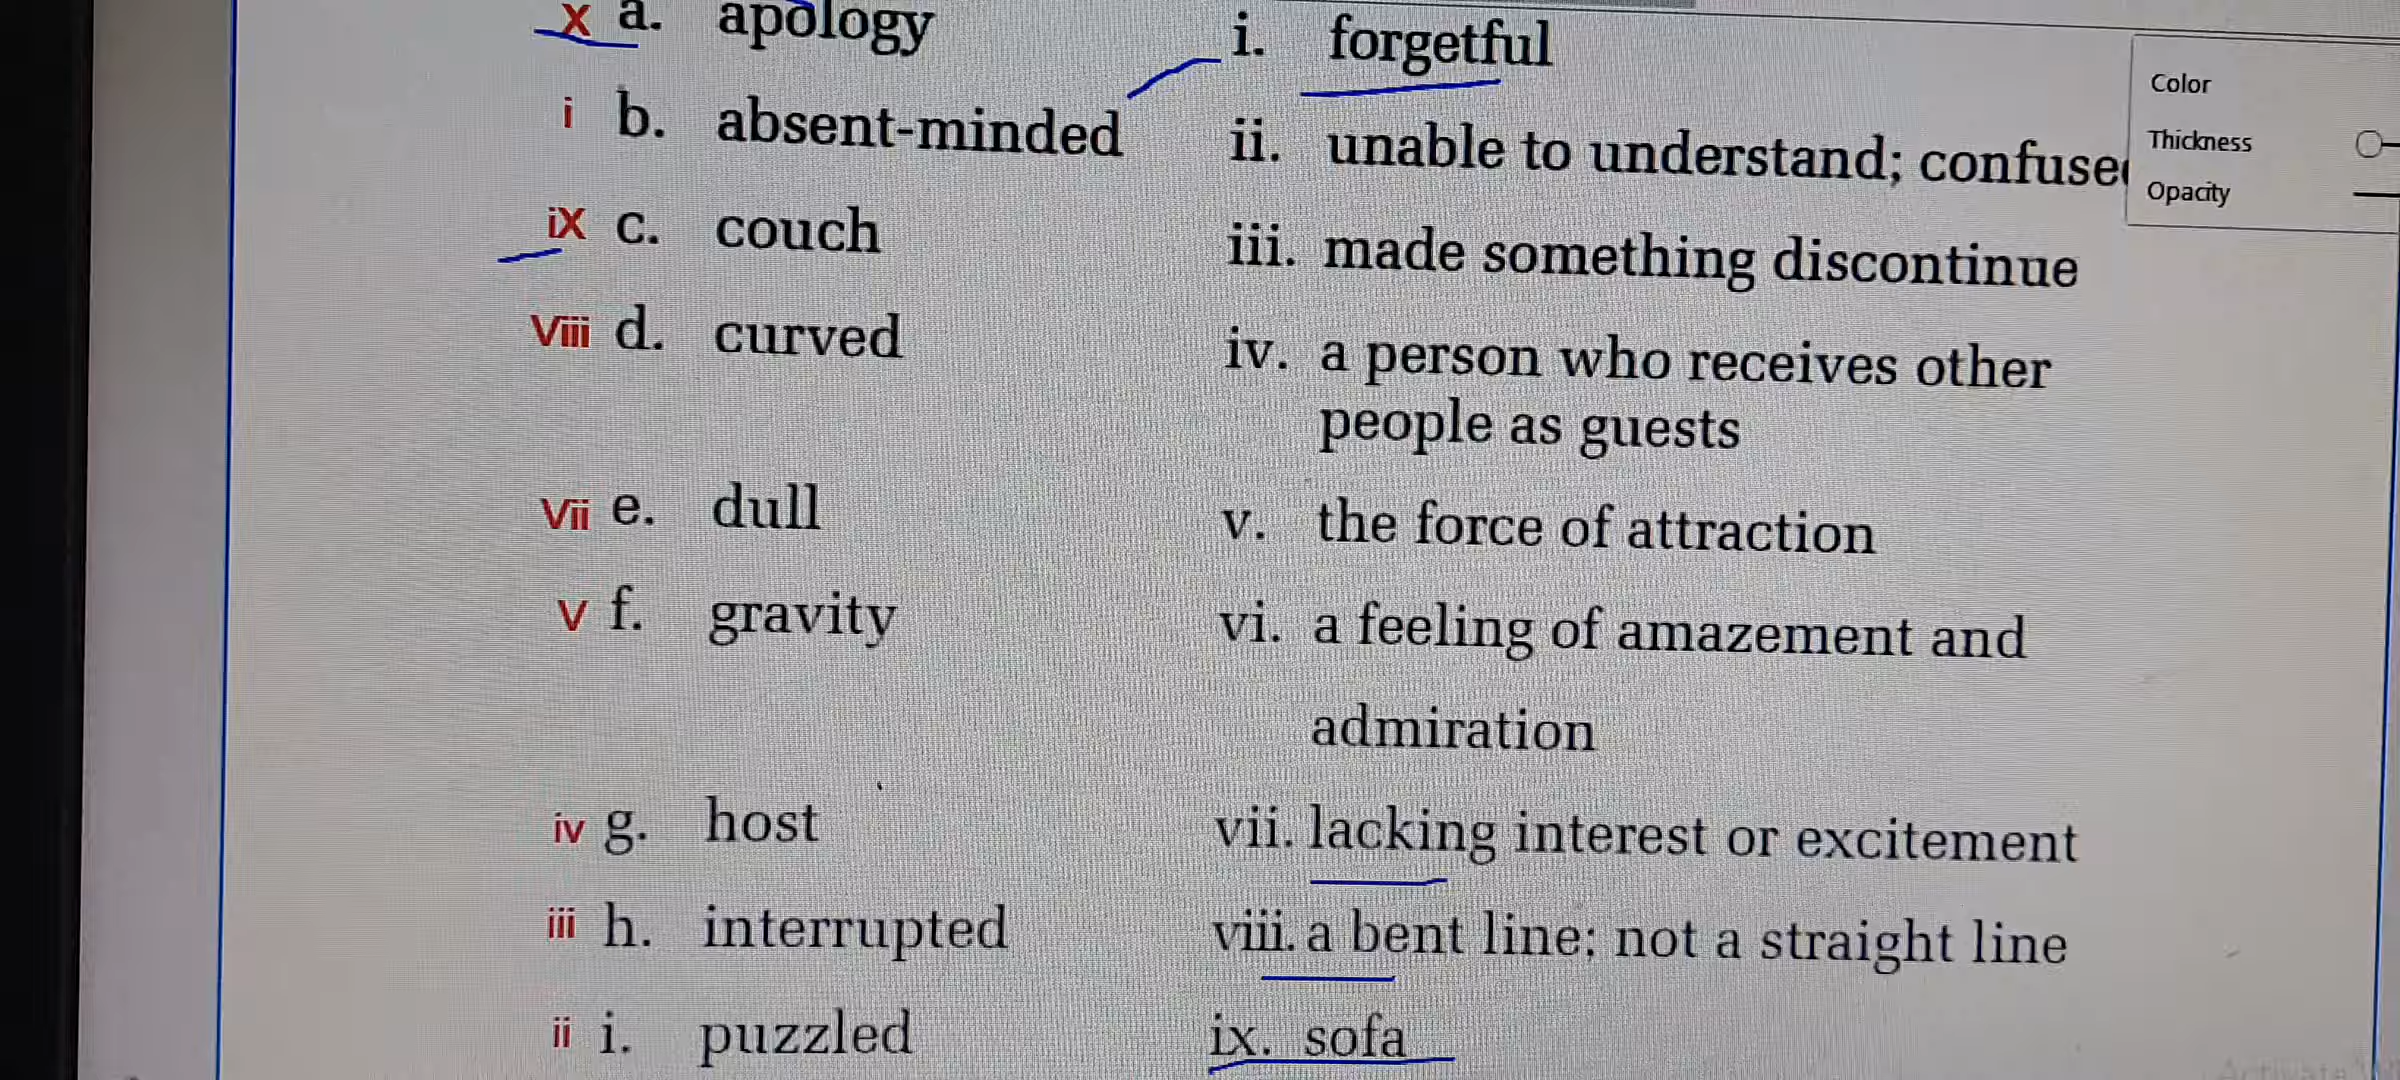 x a. apology i. forgetful
i b. absent-minded ii. unable to understand; confused
ix c. couch iii. made something discontinue
Viii d. curved iv. a person who receives other
people as guests
Vii e. dull v. the force of attraction
V f. gravity vi. a feeling of amazement and
admiration
iv g. host vii. lacking interest or excitement
iii h. interrupted viii. a bent line; not a straight line
ii i. puzzled ix. sofa
Color
Thickness
Opacity